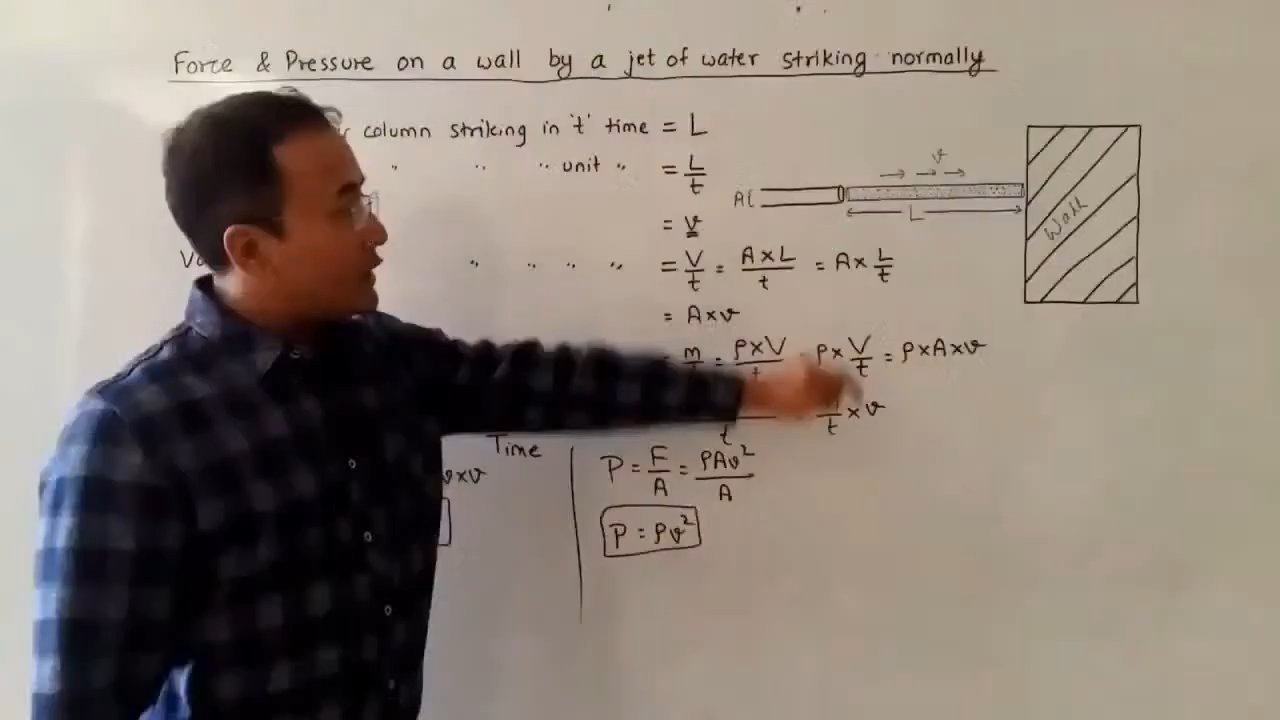 Force & Pressure on a wall by a jet of water striking normally
column striking in 't' time = L
" " " unit " = L/t
= v
" " " " = V/t = A×L/t = A× L/t
= A×v
= m/t = ρ×V/t = ρ× V/t = ρ×A×v
t t ×v
Time
v×v
P = F/A = ρAv²/A
P = ρv²
A
v
L
Wall